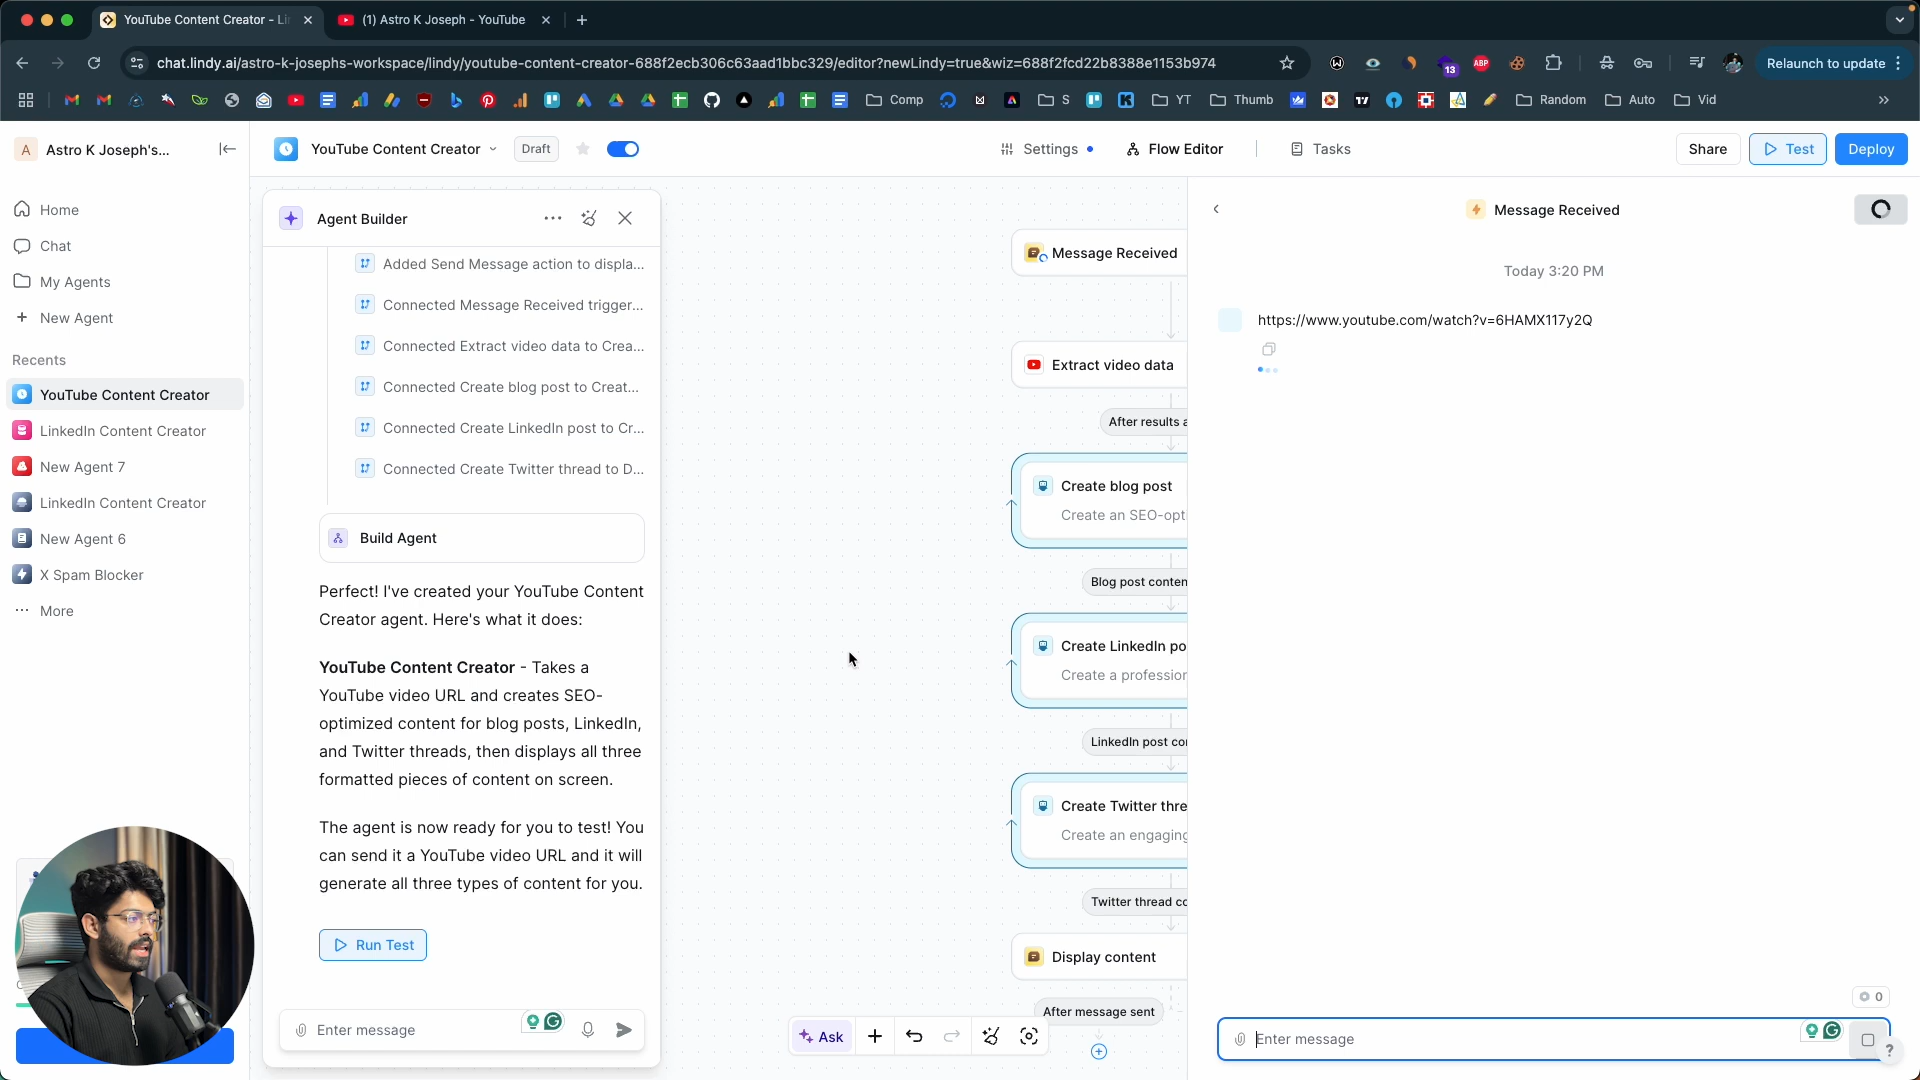 YouTube Content Creator - Li
(1) Astro K Joseph - YouTube
chat.lindy.ai/astro-k-josephs-workspace/lindy/youtube-content-creator-688f2ecb306c63aad1bbc329/editor?newLindy=true&wiz=688f2fcd22b8388e1153b974
13
ABP
Relaunch to update
Comp
S
YT
Thumb
Random
Auto
Vid
A
Astro K Joseph's...
YouTube Content Creator
Draft
Settings
Flow Editor
Tasks
Share
Test
Deploy
Home
Chat
My Agents
New Agent
Recents
YouTube Content Creator
LinkedIn Content Creator
New Agent 7
LinkedIn Content Creator
New Agent 6
X Spam Blocker
More
Agent Builder
Added Send Message action to displa...
Connected Message Received trigger...
Connected Extract video data to Crea...
Connected Create blog post to Creat...
Connected Create LinkedIn post to Cr...
Connected Create Twitter thread to D...
Build Agent
Perfect! I've created your YouTube Content
Creator agent. Here's what it does:
YouTube Content Creator - Takes a
YouTube video URL and creates SEO-
optimized content for blog posts, LinkedIn,
and Twitter threads, then displays all three
formatted pieces of content on screen.
The agent is now ready for you to test! You
can send it a YouTube video URL and it will
generate all three types of content for you.
Run Test
Enter message
Message Received
Extract video data
After results a
Create blog post
Create an SEO-opt
Blog post conten
Create LinkedIn po
Create a profession
LinkedIn post con
Create Twitter thre
Create an engaging
Twitter thread co
Display content
After message sent
Ask
Message Received
Today 3:20 PM
https://www.youtube.com/watch?v=6HAMX117y2Q
0
Enter message
?